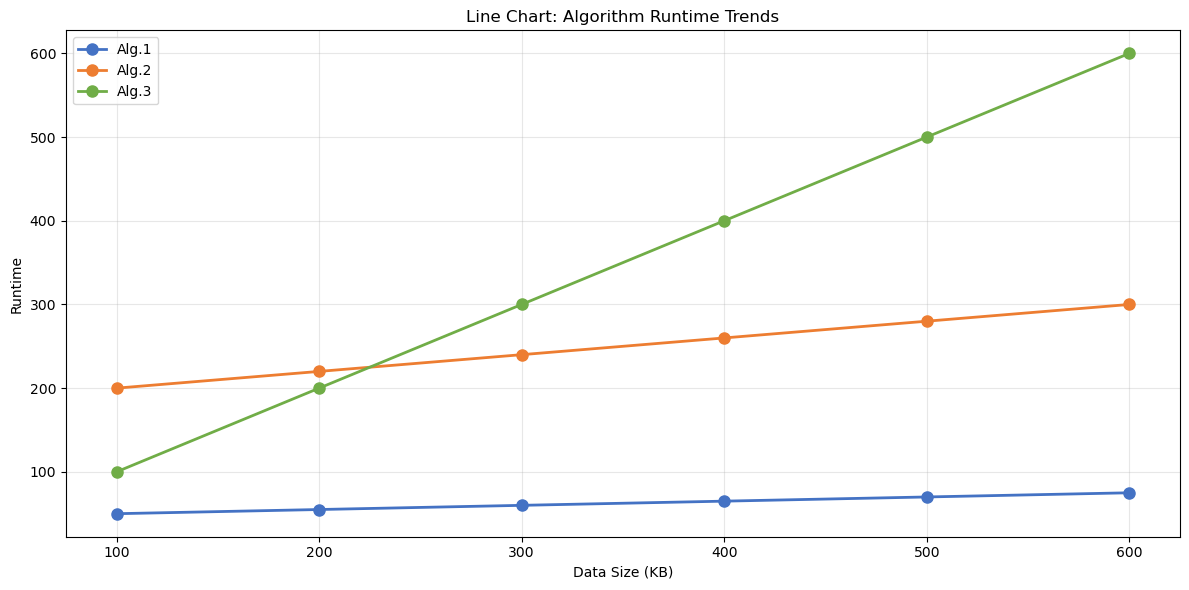 Line Chart: Algorithm Runtime Trends
Alg.1
Alg.2
Alg.3
600
500
400
300
200
100
Runtime
100 200 300 400 500 600
Data Size (KB)